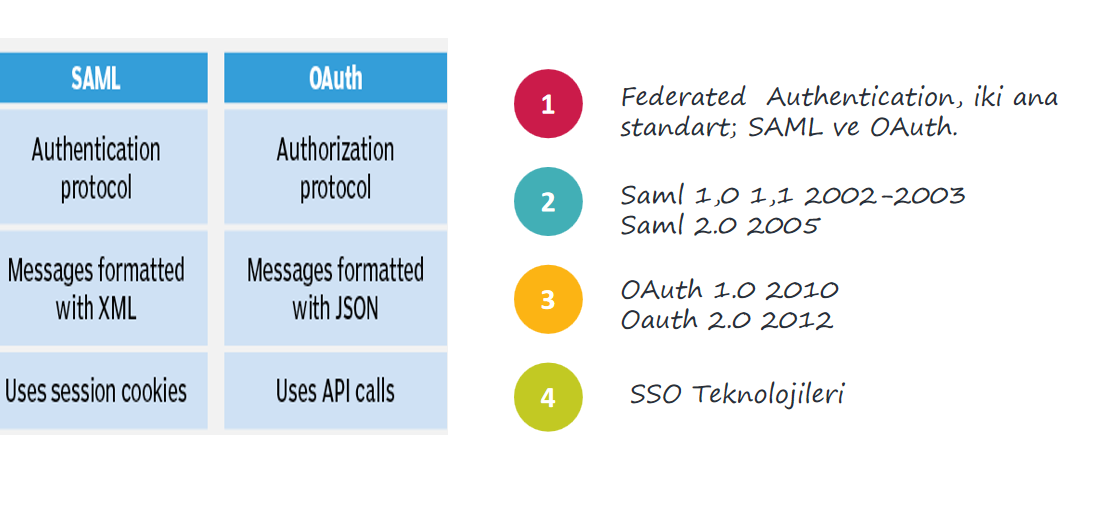 SAML
OAuth
Authentication
protocol
Authorization
protocol
Messages formatted
with XML
Messages formatted
with JSON
Uses session cookies
Uses API calls
1
Federated Authentication, iki ana
standart; SAML ve OAuth.
2
Saml 1,0 1,1 2002-2003
Saml 2.0 2005
3
OAuth 1.0 2010
Oauth 2.0 2012
4
SSO Teknolojileri